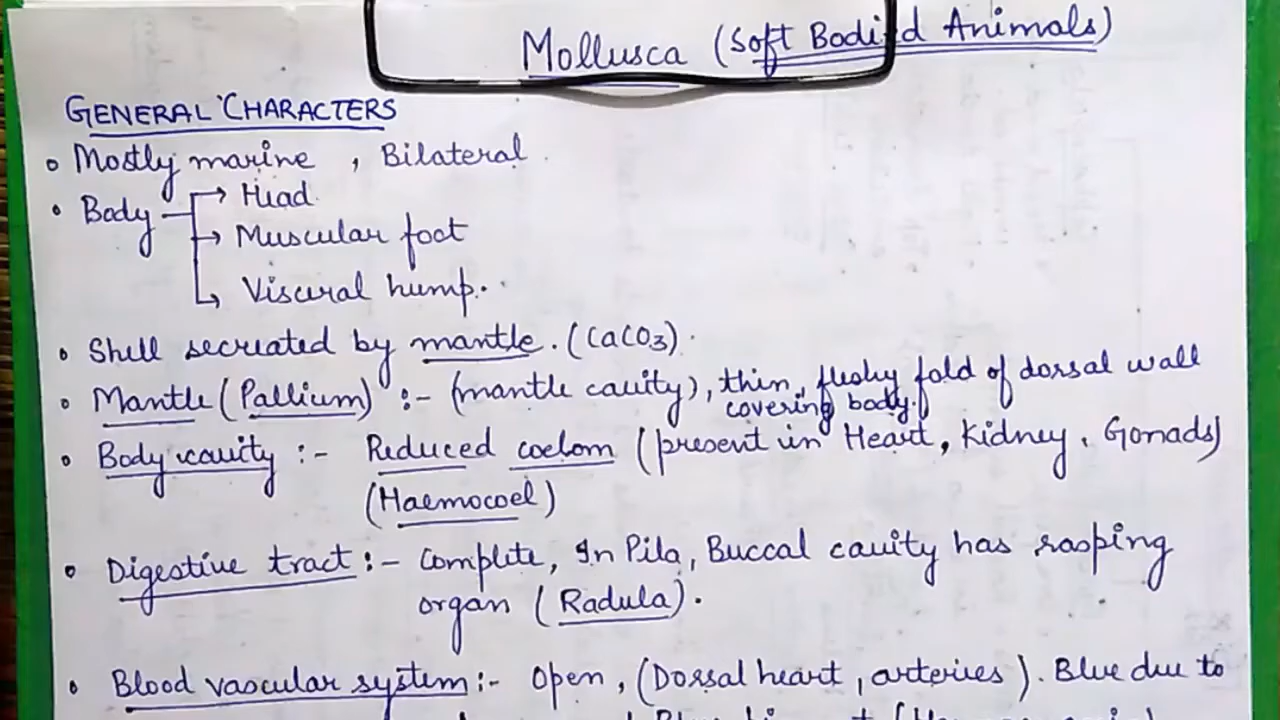 Mollusca (Soft Bodied Animals)
GENERAL CHARACTERS
• Mostly marine , Bilateral
• Body → Head
→ Muscular foot
→ Visceral hump.
• Shell secreated by mantle. (CaCO3).
• Mantle (Pallium) :- (mantle cavity), thin, fleshy fold of dorsal wall
covering body.
• Body cavity :- Reduced coelom (present in Heart, Kidney, Gonads)
(Haemocoel)
• Digestive tract :- Complete, In Pila, Buccal cavity has rasping
organ (Radula).
• Blood vascular system :- Open, (Dorsal heart, arteries). Blue due to